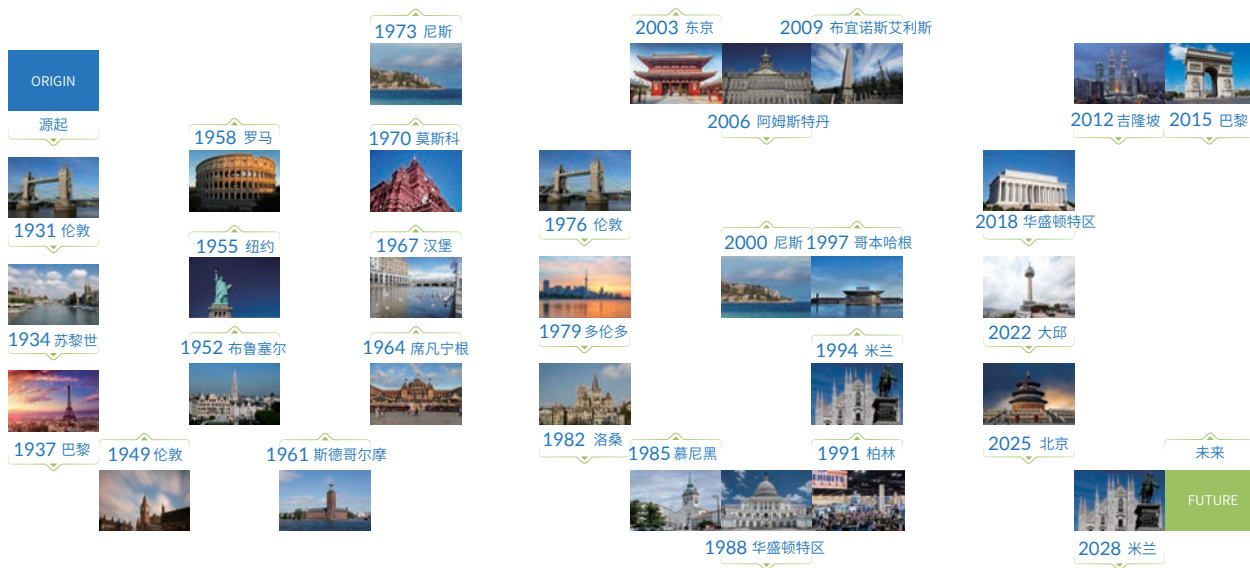 ORIGIN
源起
1931 伦敦
1934 苏黎世
1937 巴黎
1949 伦敦
1952 布鲁塞尔
1955 纽约
1958 罗马
1961 斯德哥尔摩
1964 席凡宁根
1967 汉堡
1970 莫斯科
1973 尼斯
1976 伦敦
1979 多伦多
1982 洛桑
1985 慕尼黑
1988 华盛顿特区
1991 柏林
EXHIBITS
1994 米兰
1997 哥本哈根
2000 尼斯
2003 东京
2006 阿姆斯特丹
2009 布宜诺斯艾利斯
2012 吉隆坡
2015 巴黎
2018 华盛顿特区
2022 大邱
2025 北京
2028 米兰
未来
FUTURE